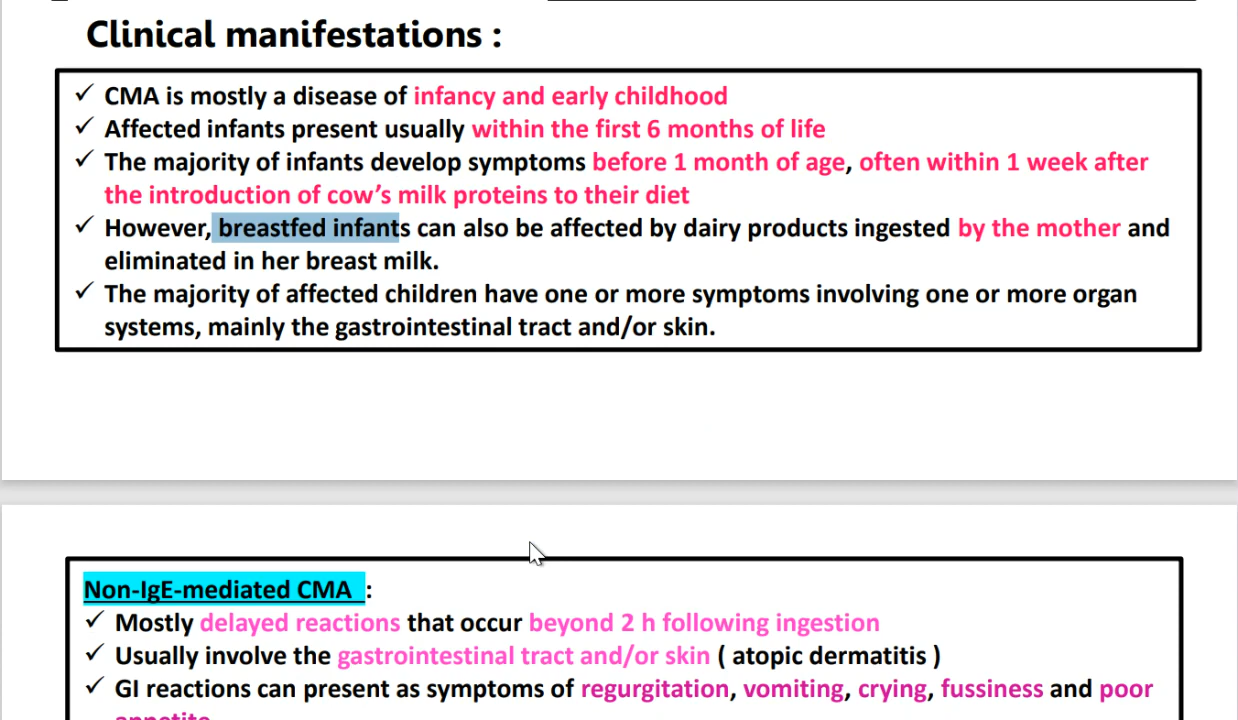 Clinical manifestations :
✓ CMA is mostly a disease of infancy and early childhood
✓ Affected infants present usually within the first 6 months of life
✓ The majority of infants develop symptoms before 1 month of age, often within 1 week after
the introduction of cow’s milk proteins to their diet
✓ However, breastfed infants can also be affected by dairy products ingested by the mother and
eliminated in her breast milk.
✓ The majority of affected children have one or more symptoms involving one or more organ
systems, mainly the gastrointestinal tract and/or skin.
Non-IgE-mediated CMA :
✓ Mostly delayed reactions that occur beyond 2 h following ingestion
✓ Usually involve the gastrointestinal tract and/or skin ( atopic dermatitis )
✓ GI reactions can present as symptoms of regurgitation, vomiting, crying, fussiness and poor
appetite